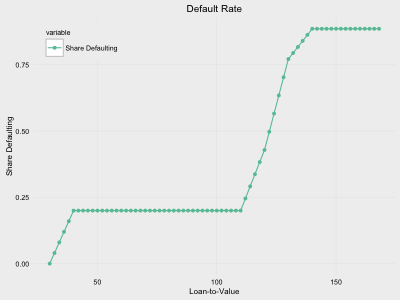 Default Rate
variable
Share Defaulting
Share Defaulting
0.75
0.50
0.25
0.00
50
100
150
Loan-to-Value